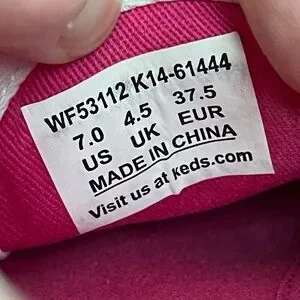 WF53112 K14-61444
7.0 4.5 37.5
US UK EUR
MADE IN CHINA
Visit us at keds.com